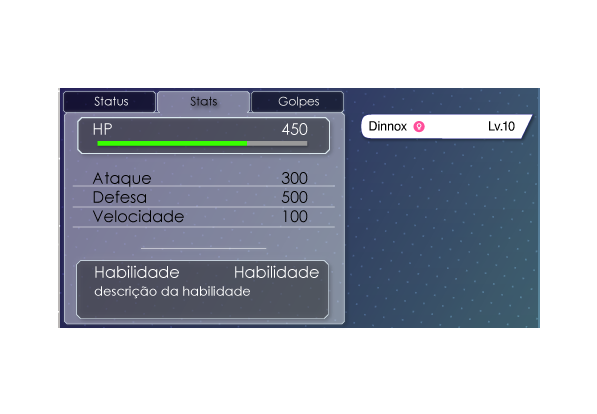 Status Stats Golpes
HP 450
Ataque 300
Defesa 500
Velocidade 100
Habilidade Habilidade
descrição da habilidade
Dinnox Lv.10